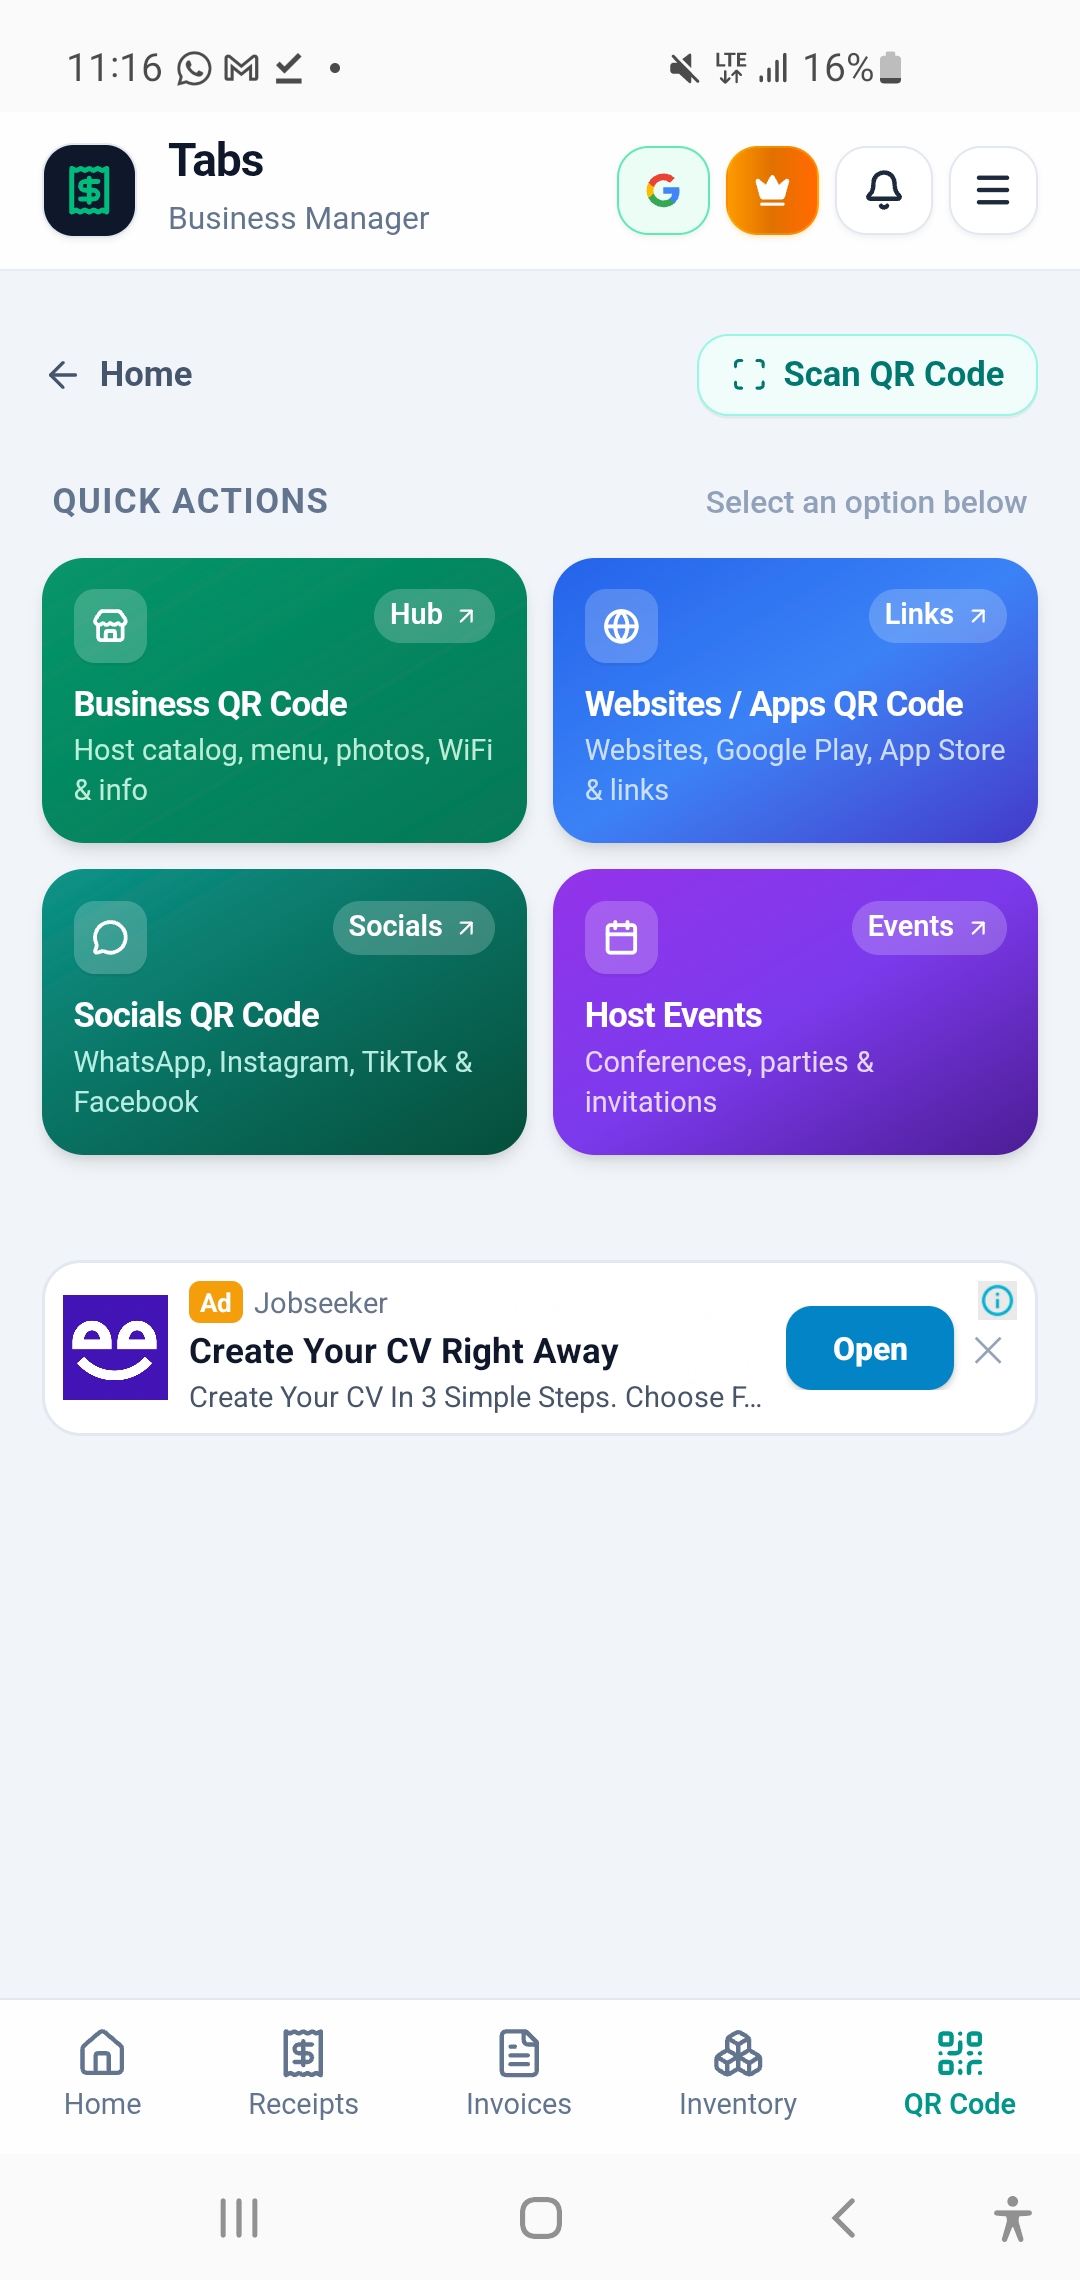 11:16
LTE
16%
Tabs
Business Manager
Home
Scan QR Code
QUICK ACTIONS
Select an option below
Hub
Business QR Code
Host catalog, menu, photos, WiFi
& info
Links
Websites / Apps QR Code
Websites, Google Play, App Store
& links
Socials
Socials QR Code
WhatsApp, Instagram, TikTok &
Facebook
Events
Host Events
Conferences, parties &
invitations
Ad Jobseeker
Create Your CV Right Away
Create Your CV In 3 Simple Steps. Choose F...
Open
Home
Receipts
Invoices
Inventory
QR Code